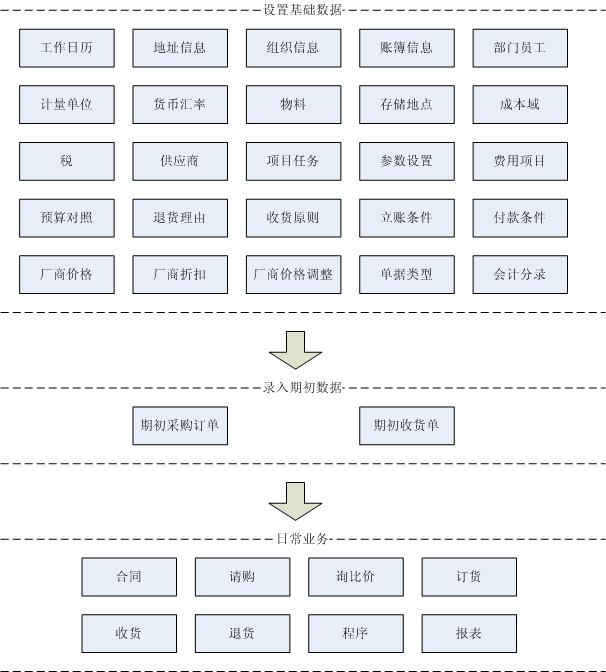 设置基础数据
工作日历 地址信息 组织信息 账簿信息 部门员工
计量单位 货币汇率 物料 存储地点 成本域
税 供应商 项目任务 参数设置 费用项目
预算对照 退货理由 收货原则 立账条件 付款条件
厂商价格 厂商折扣 厂商价格调整 单据类型 会计分录
录入期初数据
期初采购订单 期初收货单
日常业务
合同 请购 询比价 订货
收货 退货 程序 报表